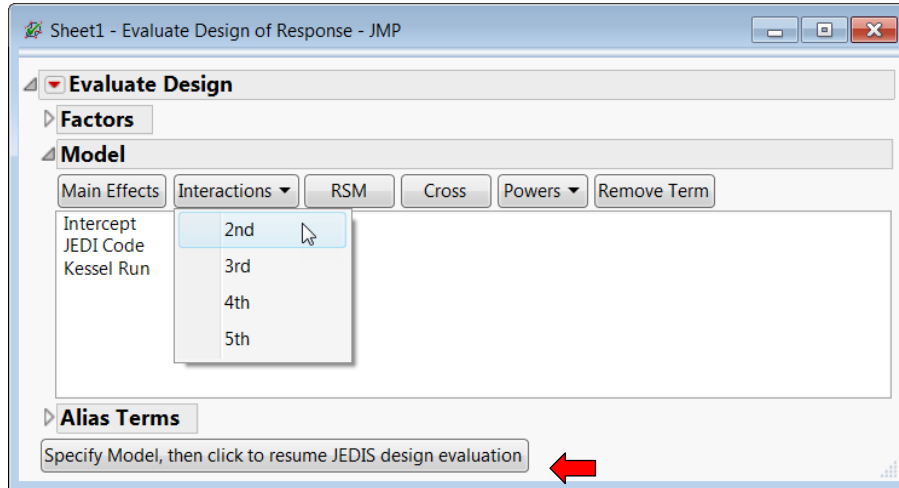 Sheet1 - Evaluate Design of Response - JMP
Evaluate Design
Factors
Model
Main Effects Interactions RSM Cross Powers Remove Term
Intercept
JEDI Code
Kessel Run
2nd
3rd
4th
5th
Alias Terms
Specify Model, then click to resume JEDIS design evaluation